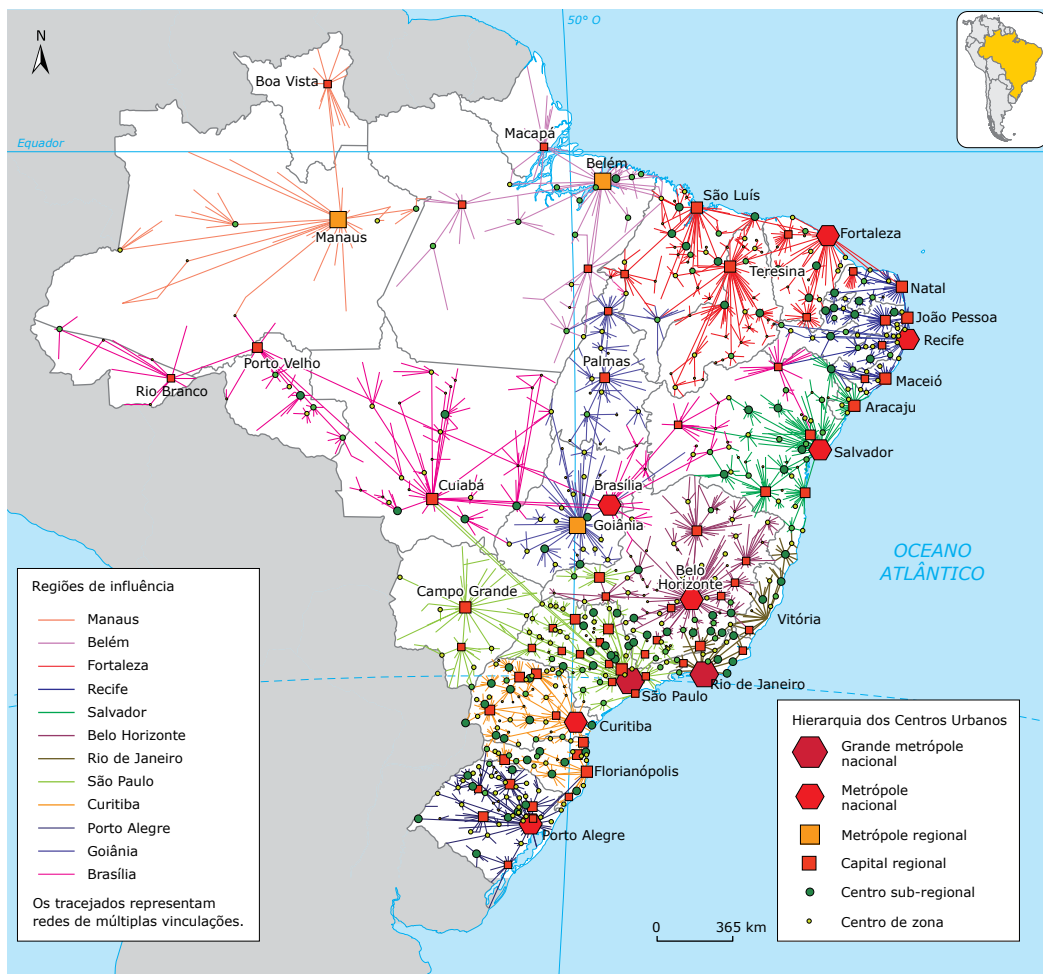 N
50° O
Boa Vista
Macapá
Equador
Belém
São Luís
Fortaleza
Manaus
Teresina
Natal
João Pessoa
Recife
Porto Velho
Palmas
Rio Branco
Maceió
Aracaju
Salvador
Cuiabá
Brasília
Goiânia
OCEANO
ATLÂNTICO
Belo
Horizonte
Campo Grande
Vitória
Rio de Janeiro
São Paulo
Curitiba
Florianópolis
Porto Alegre
0 365 km
Regiões de influência
Manaus
Belém
Fortaleza
Recife
Salvador
Belo Horizonte
Rio de Janeiro
São Paulo
Curitiba
Porto Alegre
Goiânia
Brasília
Os tracejados representam
redes de múltiplas vinculações.
Hierarquia dos Centros Urbanos
Grande metrópole
nacional
Metrópole
nacional
Metrópole regional
Capital regional
Centro sub-regional
Centro de zona